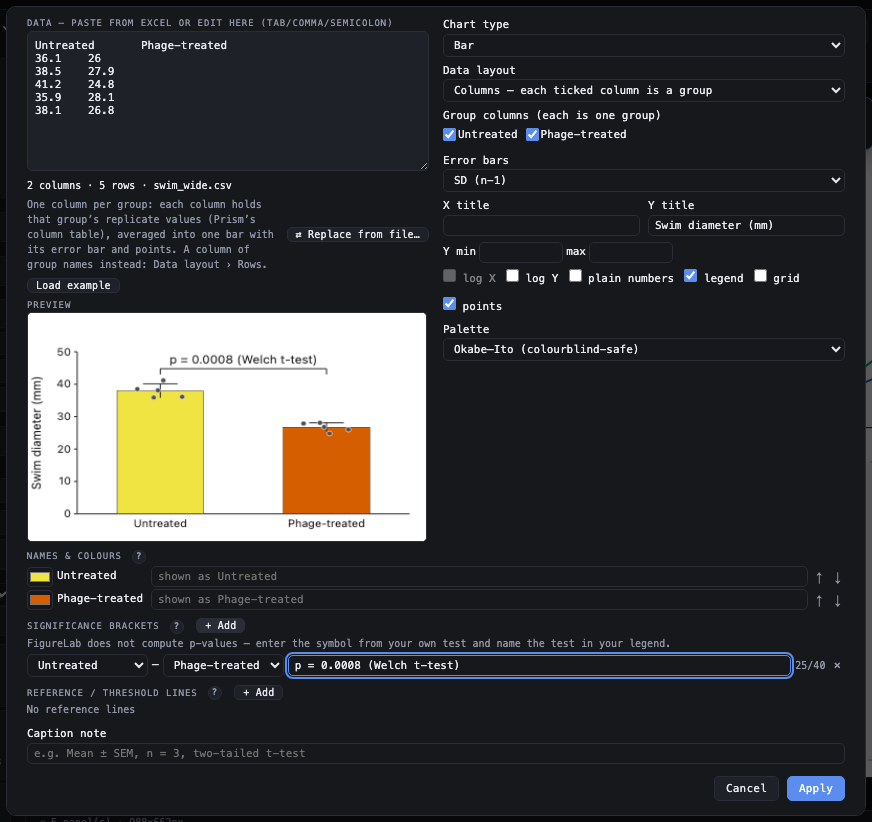 DATA — PASTE FROM EXCEL OR EDIT HERE (TAB/COMMA/SEMICOLON)
Untreated Phage-treated
36.1 26
38.5 27.9
41.2 24.8
35.9 28.1
38.1 26.8
2 columns · 5 rows · swim_wide.csv
One column per group: each column holds
that group's replicate values (Prism's
column table), averaged into one bar with
its error bar and points. A column of
group names instead: Data layout › Rows.
⇄ Replace from file…
Load example
PREVIEW
p = 0.0008 (Welch t-test)
Swim diameter (mm)
50
40
30
20
10
0
Untreated Phage-treated
Chart type
Bar
Data layout
Columns — each ticked column is a group
Group columns (each is one group)
Untreated Phage-treated
Error bars
SD (n-1)
X title Y title
Swim diameter (mm)
Y min max
log X log Y plain numbers legend grid
points
Palette
Okabe–Ito (colourblind-safe)
NAMES & COLOURS ?
Untreated shown as Untreated ↑ ↓
Phage-treated shown as Phage-treated ↑ ↓
SIGNIFICANCE BRACKETS ? + Add
FigureLab does not compute p-values — enter the symbol from your own test and name the test in your legend.
Untreated – Phage-treated p = 0.0008 (Welch t-test) 25/40 ×
REFERENCE / THRESHOLD LINES ? + Add
No reference lines
Caption note
e.g. Mean ± SEM, n = 3, two-tailed t-test
Cancel Apply